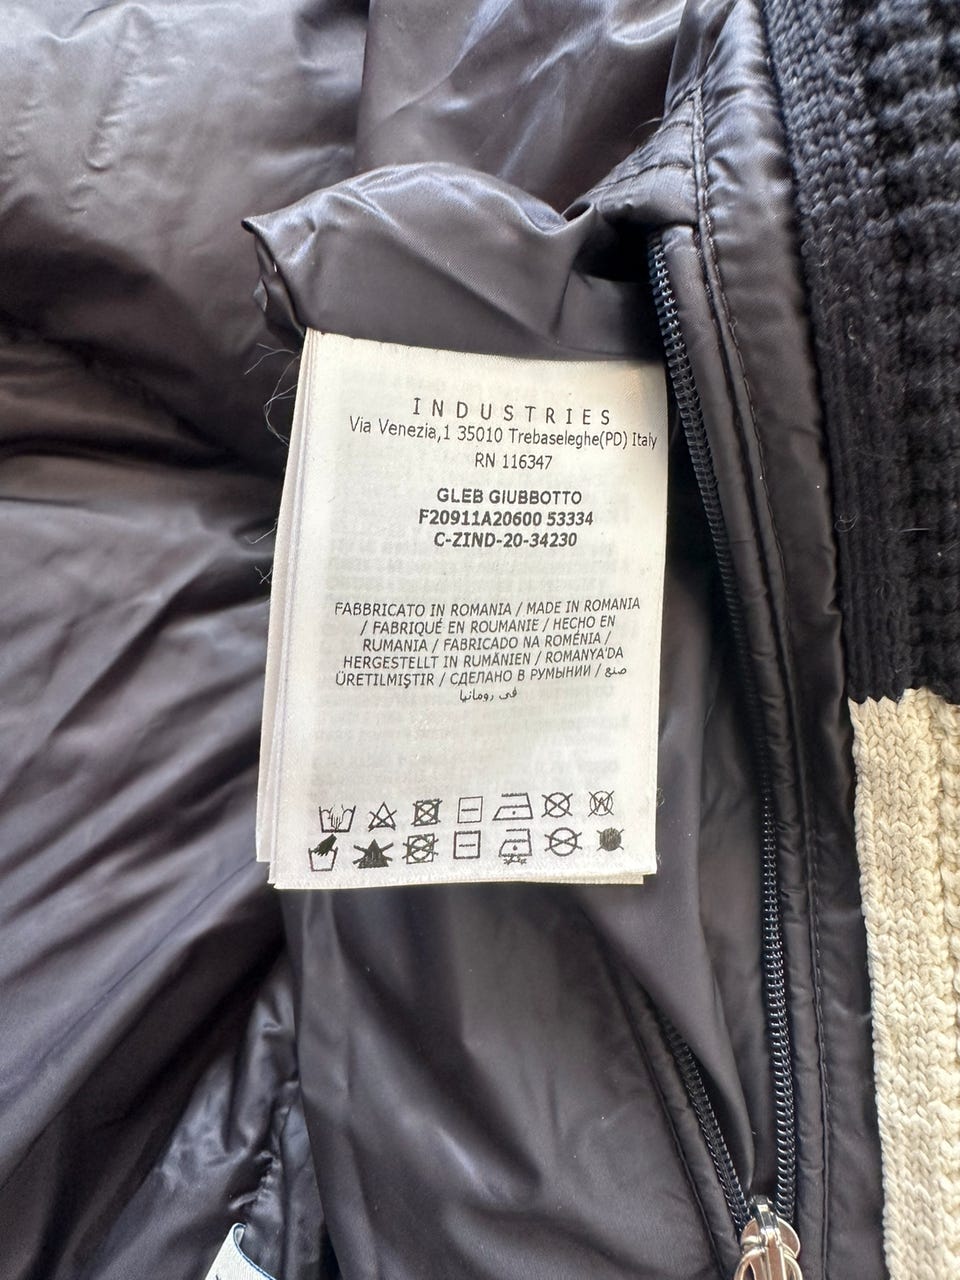 INDUSTRIES
Via Venezia,1 35010 Trebaseleghe(PD) Italy
RN 116347
GLEB GIUBBOTTO
F20911A20600 53334
C-ZIND-20-34230
FABBRICATO IN ROMANIA / MADE IN ROMANIA
/ FABRIQUÉ EN ROUMANIE / HECHO EN
RUMANIA / FABRICADO NA ROMÉNIA /
HERGESTELLT IN RUMÄNIEN / ROMANYA'DA
ÜRETILMIŞTIR / СДЕЛАНО В РУМЫНИИ / صنع
في رومانيا